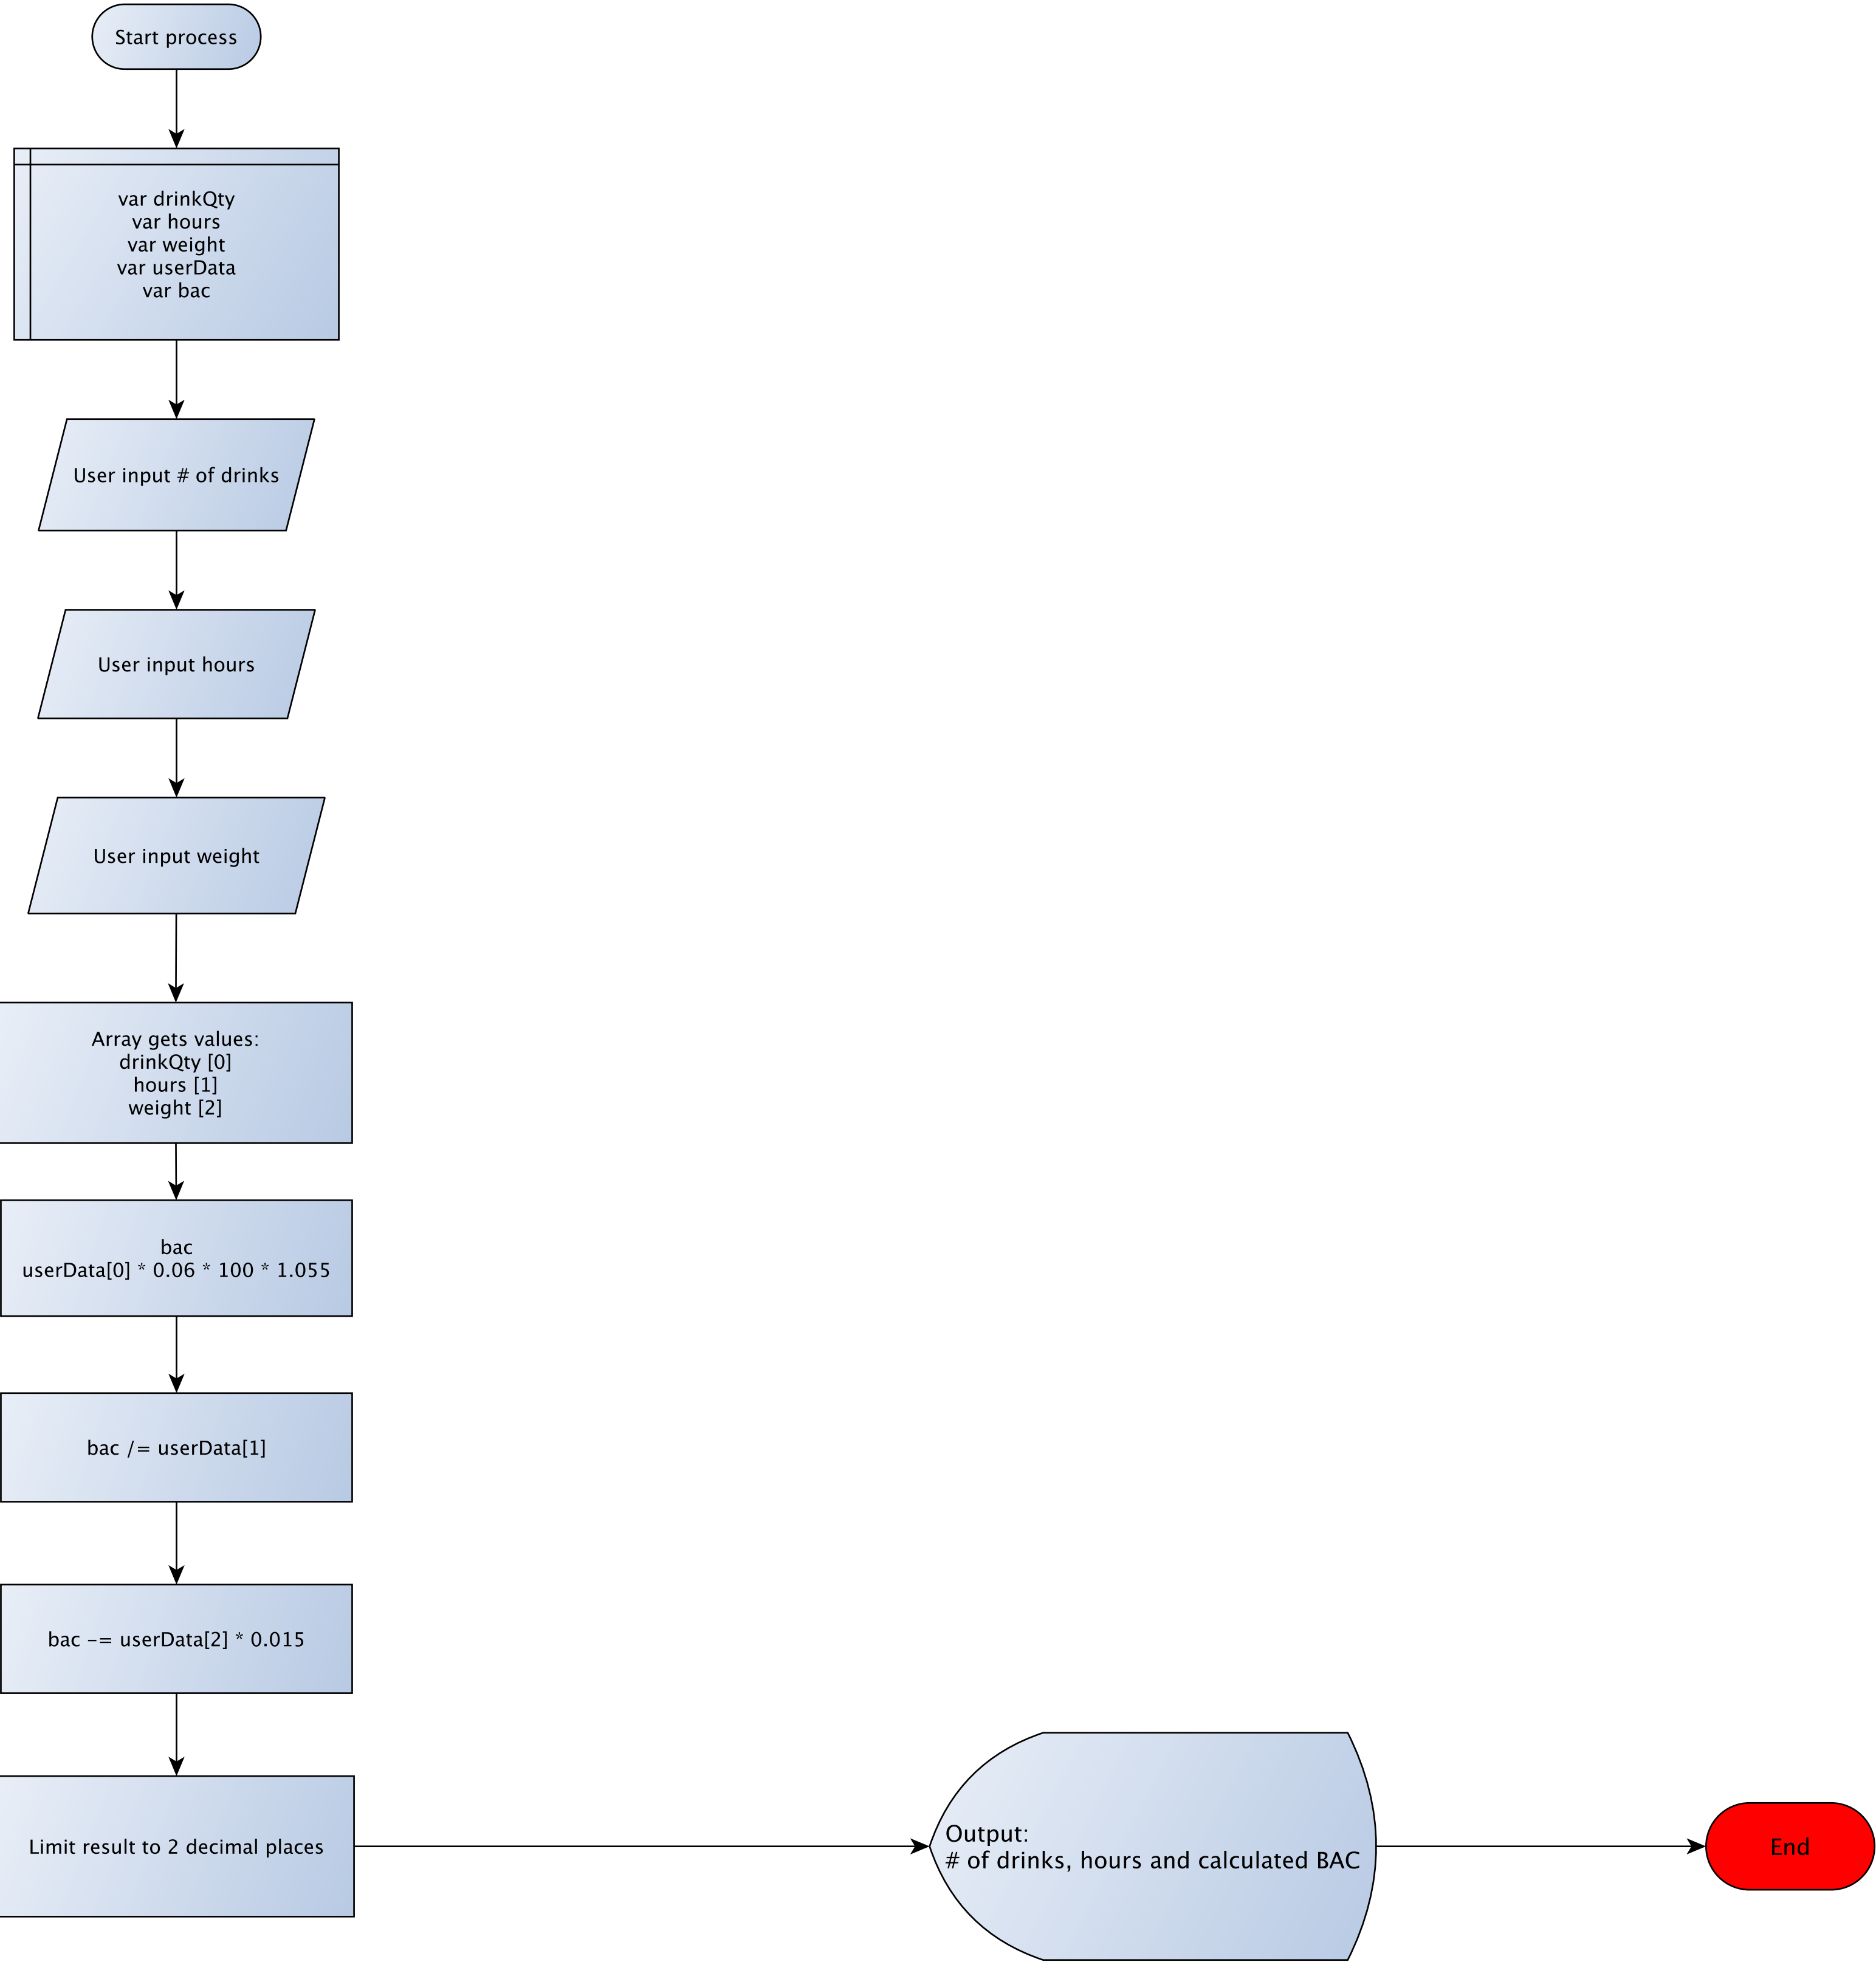 Start process
var drinkQty
var hours
var weight
var userData
var bac
User input # of drinks
User input hours
User input weight
Array gets values:
drinkQty [0]
hours [1]
weight [2]
bac
userData[0] * 0.06 * 100 * 1.055
bac /= userData[1]
bac -= userData[2] * 0.015
Limit result to 2 decimal places
Output:
# of drinks, hours and calculated BAC
End